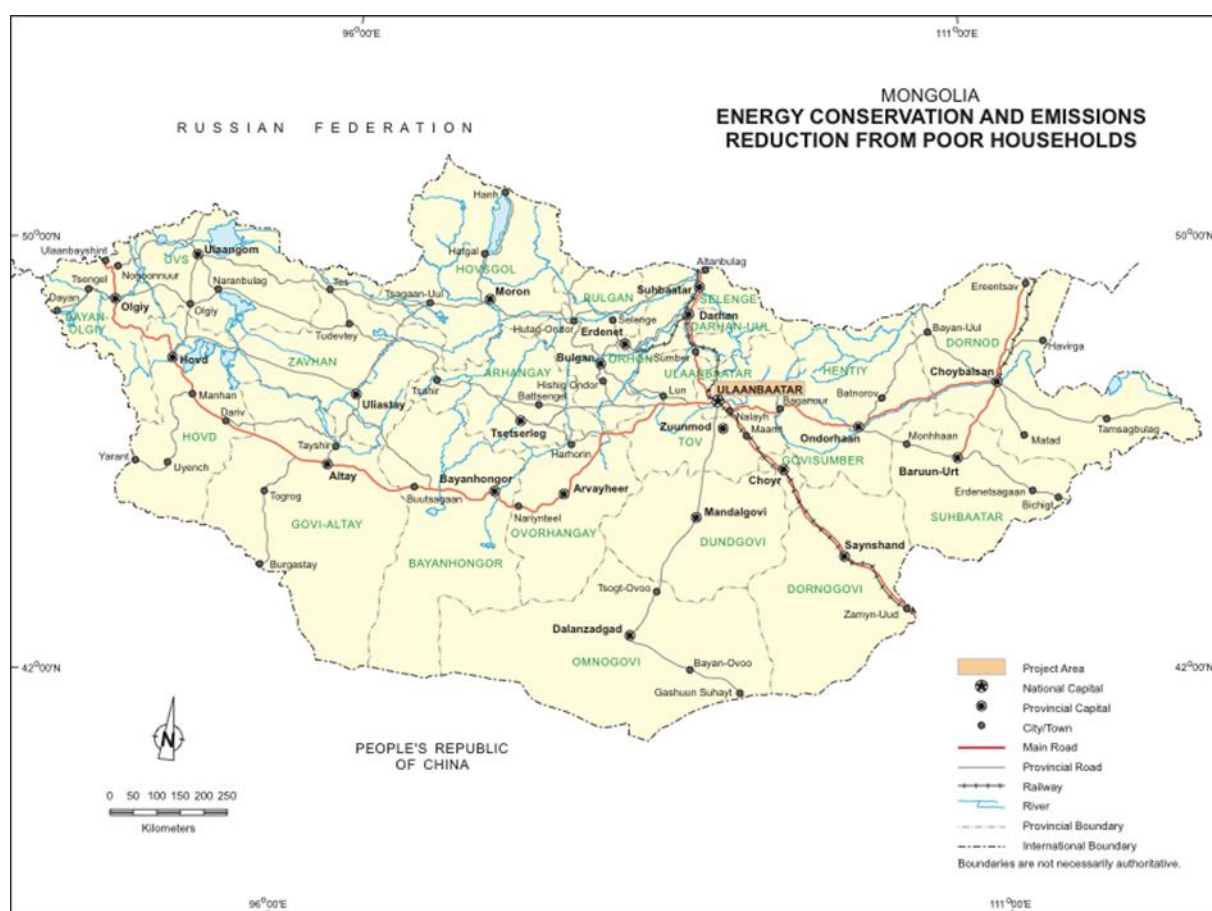 96°00'E
111°00'E
MONGOLIA
ENERGY CONSERVATION AND EMISSIONS
REDUCTION FROM POOR HOUSEHOLDS
RUSSIAN FEDERATION
50°00'N
50°00'N
Hanh
Ulaanbayshint
Ulaangom
Hatgal
Altanbulag
UVS
Nogoonnuur
HOVSGOL
Tsengel
Naranbulag
Tes
Suhbaatar
Ereentsav
Dayan
Olgiy
Tsagaan-Uul
Moron
BULGAN
SELENGE
BAYAN-
OLGIY
Olgiy
Darhan
Hutag-Ondor
Selenge
DARHAN-UUL
Tudevtey
Erdenet
Bayan-Uul
DORNOD
Havirga
Hovd
ZAVHAN
Bulgan
ORHON
Sumber
ULAANBAATAR
HENTIY
ARHANGAY
Tsahir
Hishig Ondor
Choybalsan
Manhan
Uliastay
Battsengel
Lun
ULAANBAATAR
Baganuur
Batnorov
Dariv
Tsetserleg
Zuunmod
Nalayh
Maant
Ondorhaan
Tamsagbulag
HOVD
Tayshir
Harhorin
TOV
Monhhaan
Matad
Yarant
Uyench
Altay
GOVISUMBER
Baruun-Urt
Choyr
Togrog
Buutsagaan
Bayanhongor
Arvayheer
Erdenetsagaan
Bichigt
Nariynteel
Mandalgovi
SUHBAATAR
GOVI-ALTAY
OVORHANGAY
DUNDGOVI
Saynshand
Burgastay
BAYANHONGOR
Tsogt-Ovoo
DORNOGOVI
Zamyn-Uud
Dalanzadgad
OMNOGOVI
Bayan-Ovoo
42°00'N
42°00'N
Gashuun Suhayt
Project Area
National Capital
Provincial Capital
City/Town
Main Road
Provincial Road
Railway
River
Provincial Boundary
International Boundary
Boundaries are not necessarily authoritative.
N
PEOPLE'S REPUBLIC
OF CHINA
0 50 100 150 200 250
Kilometers
96°00'E
111°00'E